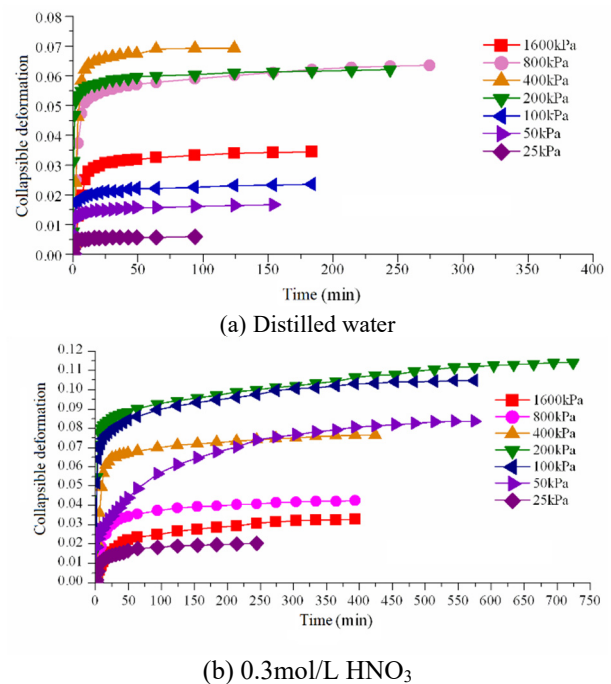 0.08
0.07
0.06
0.05
0.04
0.03
0.02
0.01
0.00
Collapsible deformation
1600kPa
800kPa
400kPa
200kPa
100kPa
50kPa
25kPa
0 50 100 150 200 250 300 350 400
Time (min)
(a) Distilled water
0.12
0.11
0.10
0.09
0.08
0.07
0.06
0.05
0.04
0.03
0.02
0.01
0.00
Collapsible deformation
1600kPa
800kPa
400kPa
200kPa
100kPa
50kPa
25kPa
0 50 100 150 200 250 300 350 400 450 500 550 600 650 700 750
Time (min)
(b) 0.3mol/L HNO₃